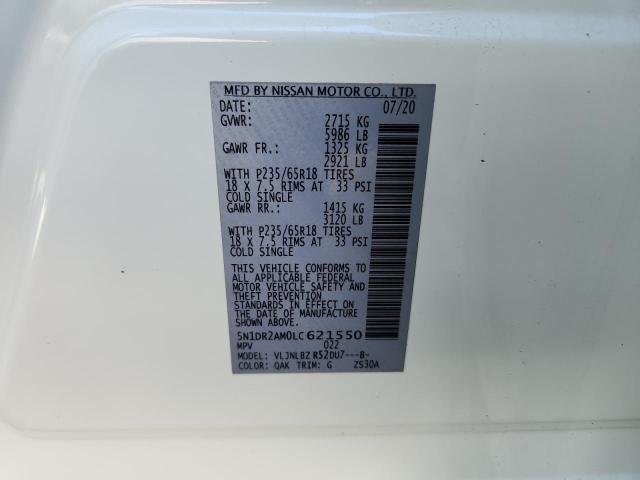 MFD BY NISSAN MOTOR CO., LTD.
DATE: 07/20
GVWR: 2715 KG
5986 LB
GAWR FR.: 1325 KG
2921 LB
WITH P235/65R18 TIRES
18 X 7.5 RIMS AT 33 PSI
COLD SINGLE
GAWR RR.: 1415 KG
3120 LB
WITH P235/65R18 TIRES
18 X 7.5 RIMS AT 33 PSI
COLD SINGLE
THIS VEHICLE CONFORMS TO
ALL APPLICABLE FEDERAL
MOTOR VEHICLE SAFETY AND
THEFT PREVENTION
STANDARDS IN EFFECT ON
THE DATE OF MANUFACTURE
SHOWN ABOVE.
5N1DR2AM0LC621550
MPV 022
MODEL: VLJNLBZ R52DU7---B-
COLOR: QAK TRIM: G ZS30A